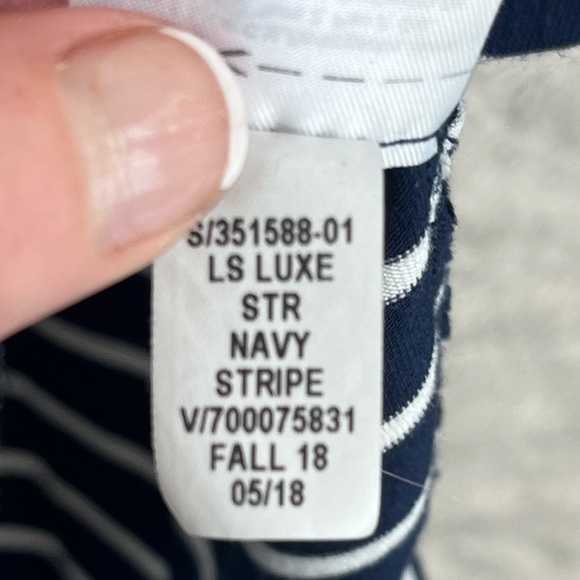 S/351588-01
LS LUXE
STR
NAVY
STRIPE
V/700075831
FALL 18
05/18